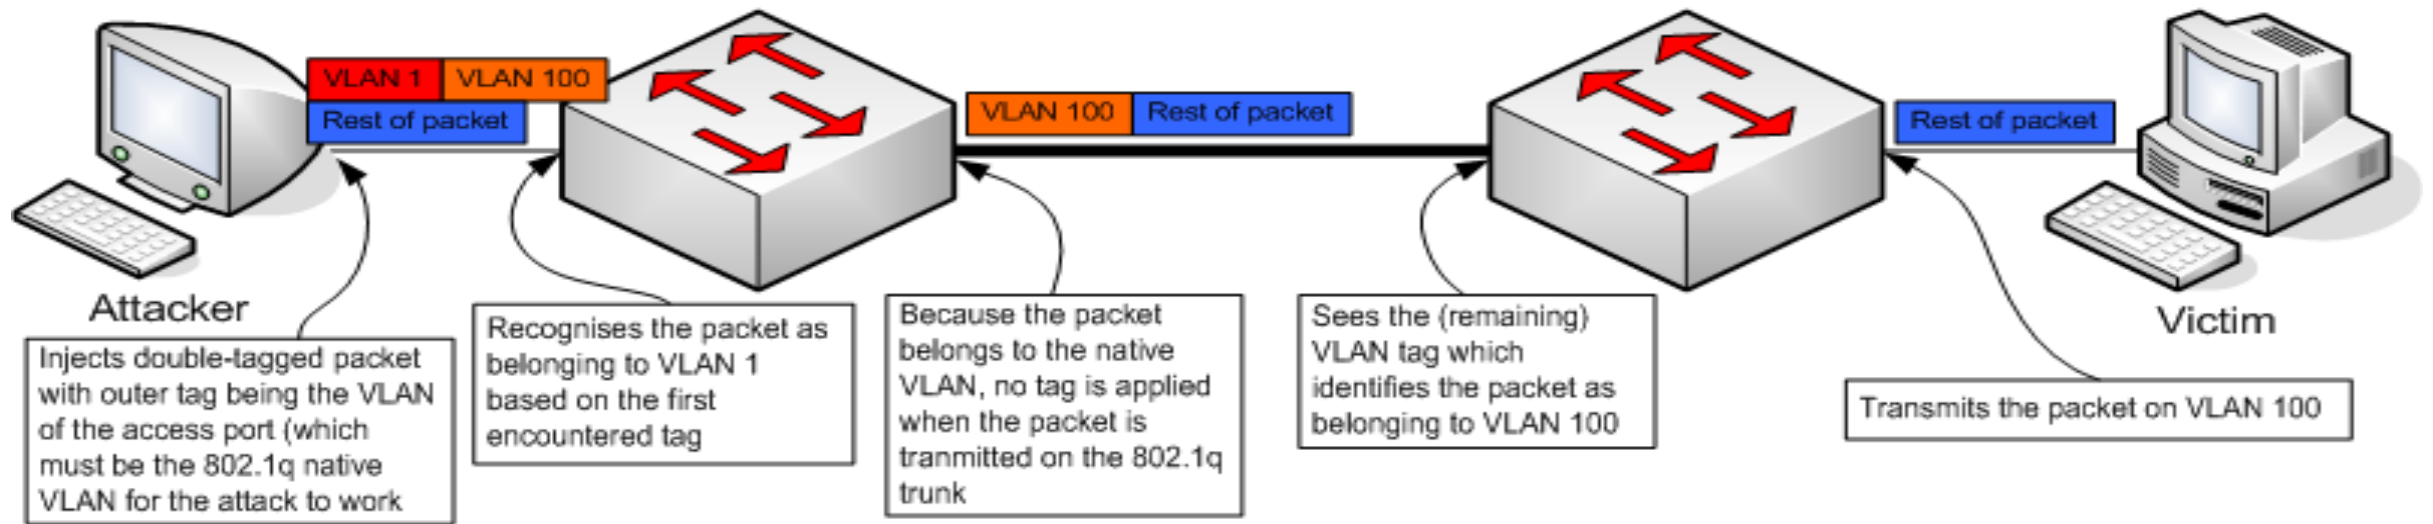 VLAN 1 VLAN 100
Rest of packet
VLAN 100 Rest of packet
Rest of packet
Attacker
Victim
Injects double-tagged packet
with outer tag being the VLAN
of the access port (which
must be the 802.1q native
VLAN for the attack to work
Recognises the packet as
belonging to VLAN 1
based on the first
encountered tag
Because the packet
belongs to the native
VLAN, no tag is applied
when the packet is
tranmitted on the 802.1q
trunk
Sees the (remaining)
VLAN tag which
identifies the packet as
belonging to VLAN 100
Transmits the packet on VLAN 100